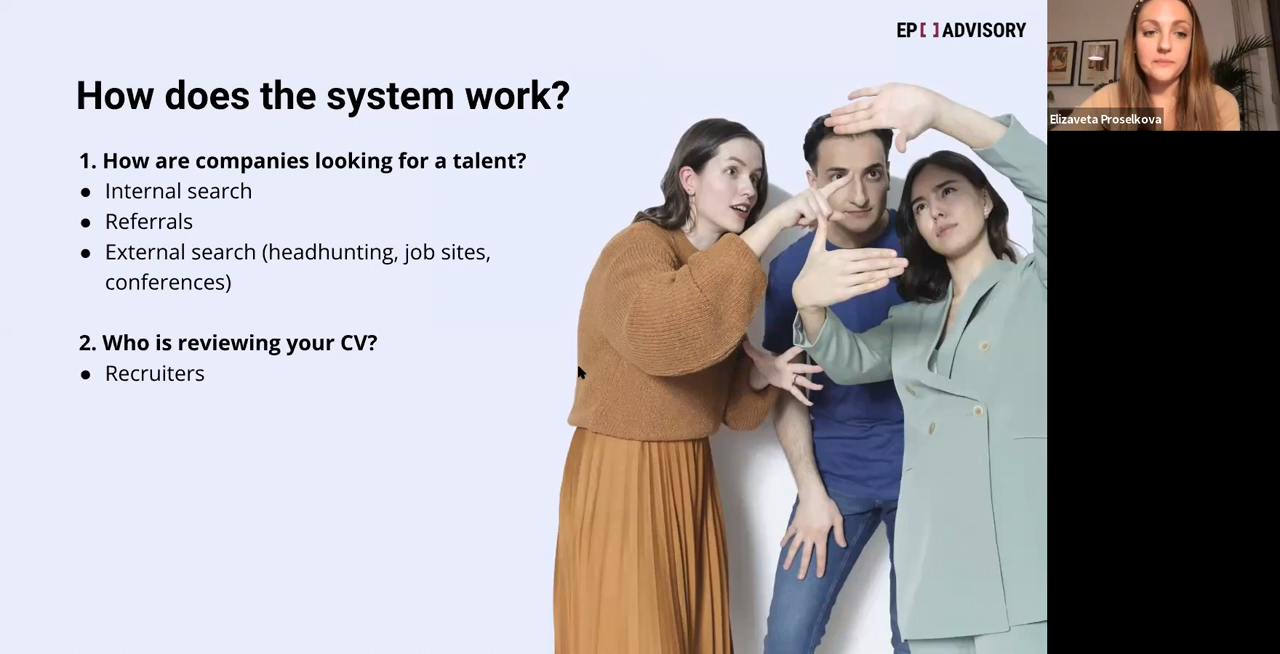 EP[ ]ADVISORY
Elizaveta Proselkova
How does the system work?
1. How are companies looking for a talent?
● Internal search
● Referrals
● External search (headhunting, job sites,
conferences)
2. Who is reviewing your CV?
● Recruiters